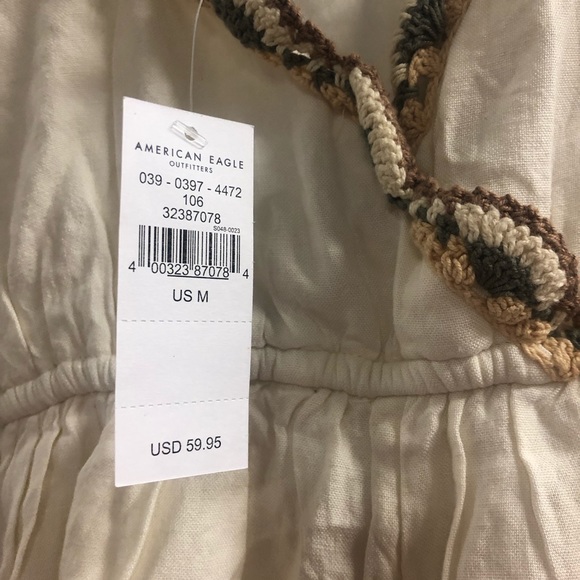 AMERICAN EAGLE
OUTFITTERS
039 - 0397 - 4472
106
32387078
S048-0023
4 00323 87078 4
US M
USD 59.95